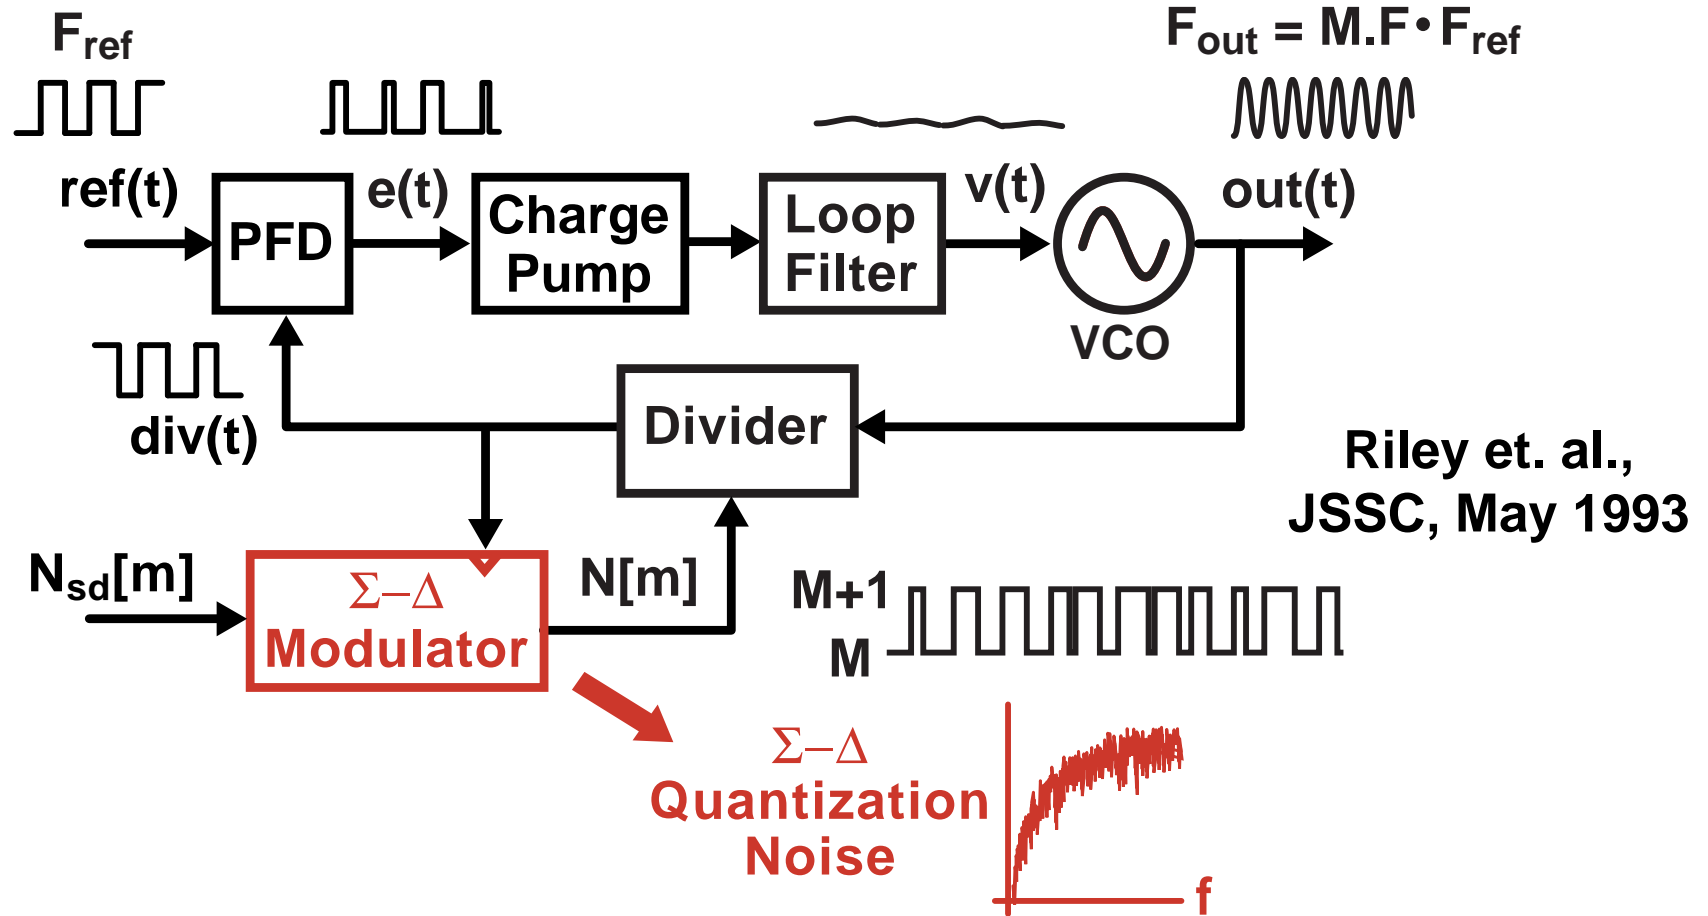 F_ref
F_out = M.F • F_ref
ref(t)
PFD
e(t)
Charge
Pump
Loop
Filter
v(t)
VCO
out(t)
div(t)
Divider
Riley et. al.,
JSSC, May 1993
N_sd[m]
Σ–Δ
Modulator
N[m]
M+1
M
Σ–Δ
Quantization
Noise
f